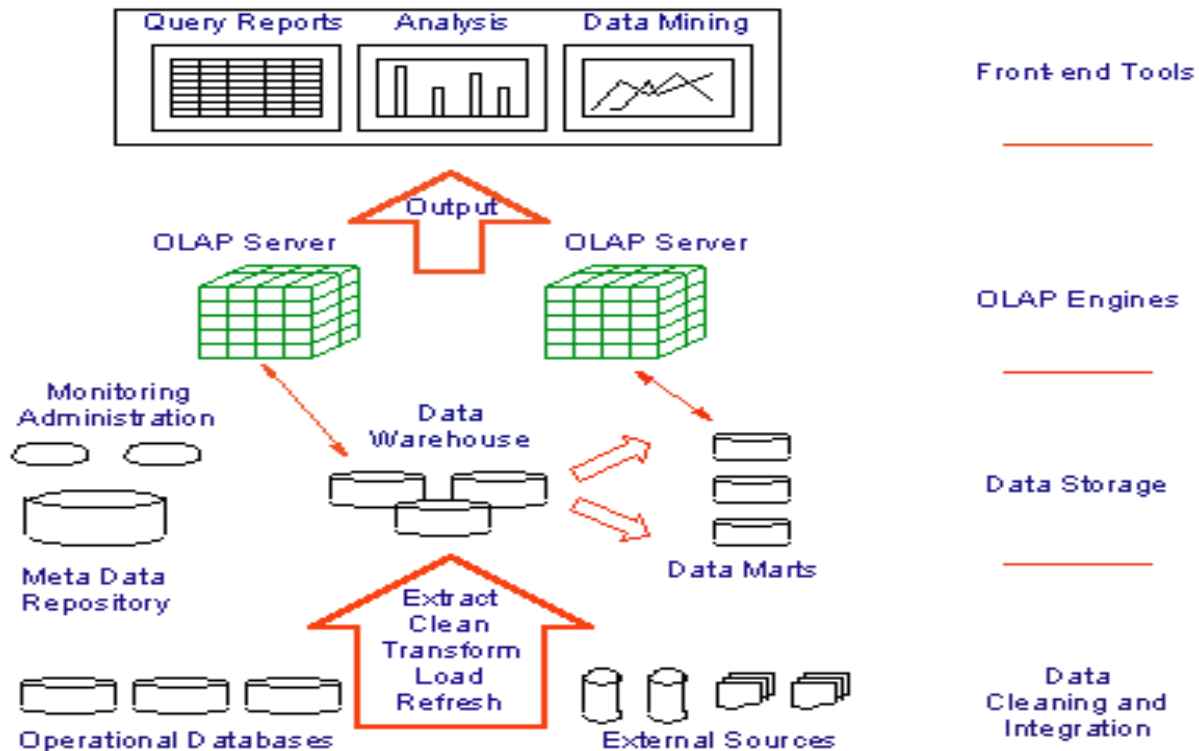 Query Reports
Analysis
Data Mining
Front-end Tools
Output
OLAP Server
OLAP Server
OLAP Engines
Monitoring
Administration
Data
Warehouse
Data Storage
Meta Data
Repository
Data Marts
Extract
Clean
Transform
Load
Refresh
Operational Databases
External Sources
Data
Cleaning and
Integration